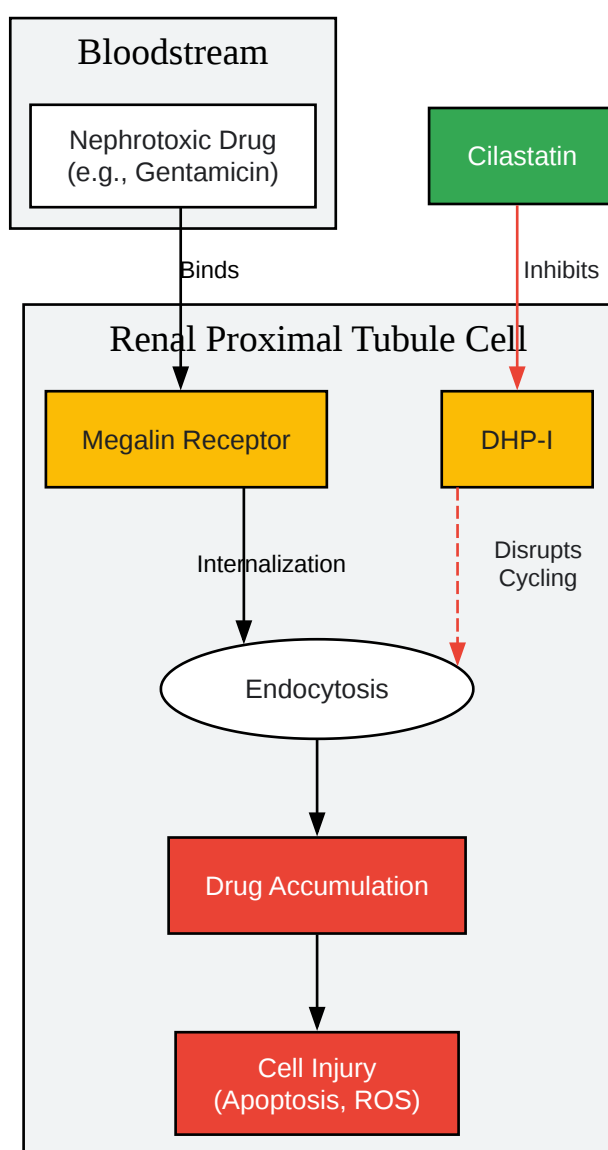 Bloodstream
Nephrotoxic Drug
(e.g., Gentamicin)
Cilastatin
Binds
Inhibits
Renal Proximal Tubule Cell
Megalin Receptor
DHP-I
Internalization
Disrupts
Cycling
Endocytosis
Drug Accumulation
Cell Injury
(Apoptosis, ROS)